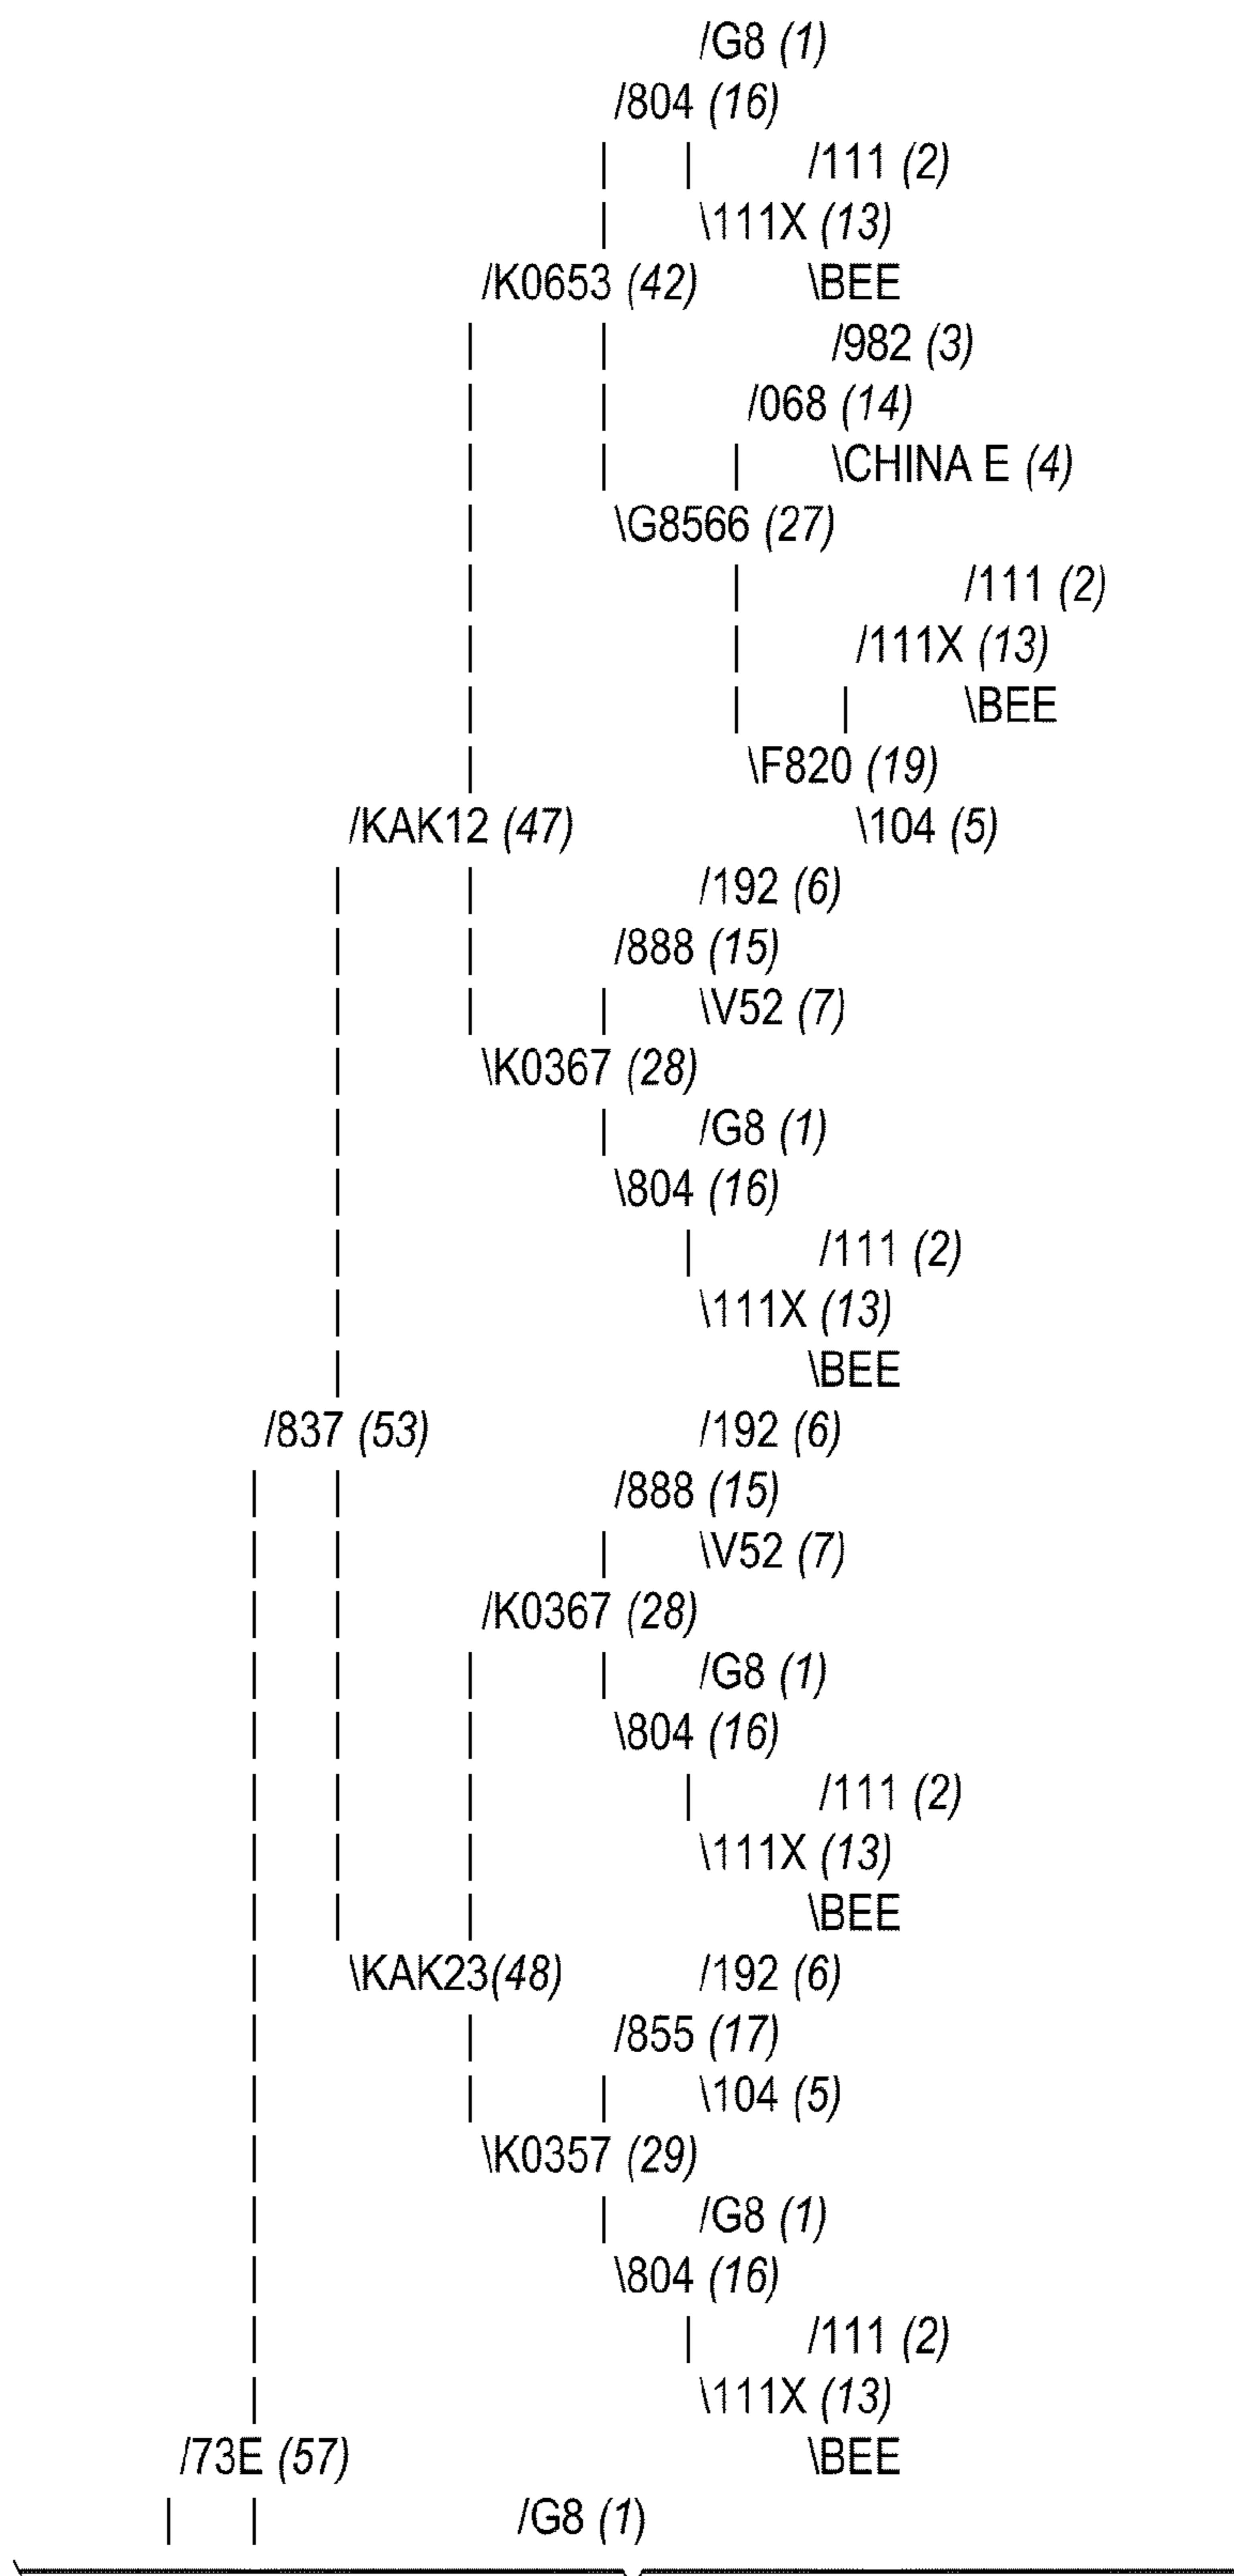 /G8 (1)
/804 (16)
| | /111 (2)
| \111X (13)
/K0653 (42) \BEE
| | /982 (3)
| | /068 (14)
| | | \CHINA E (4)
| \G8566 (27)
| | /111 (2)
| | /111X (13)
| | | \BEE
| \F820 (19)
/KAK12 (47) \104 (5)
| | /192 (6)
| | /888 (15)
| | | \V52 (7)
| \K0367 (28)
| | /G8 (1)
| \804 (16)
| | /111 (2)
| \111X (13)
| \BEE
/837 (53) /192 (6)
| | /888 (15)
| | | \V52 (7)
| | /K0367 (28)
| | | | /G8 (1)
| | | \804 (16)
| | | | /111 (2)
| | | \111X (13)
| | | \BEE
| \KAK23(48) /192 (6)
| | /855 (17)
| | | \104 (5)
| \K0357 (29)
| | /G8 (1)
| \804 (16)
| | /111 (2)
| \111X (13)
/73E (57) \BEE
| | /G8 (1)